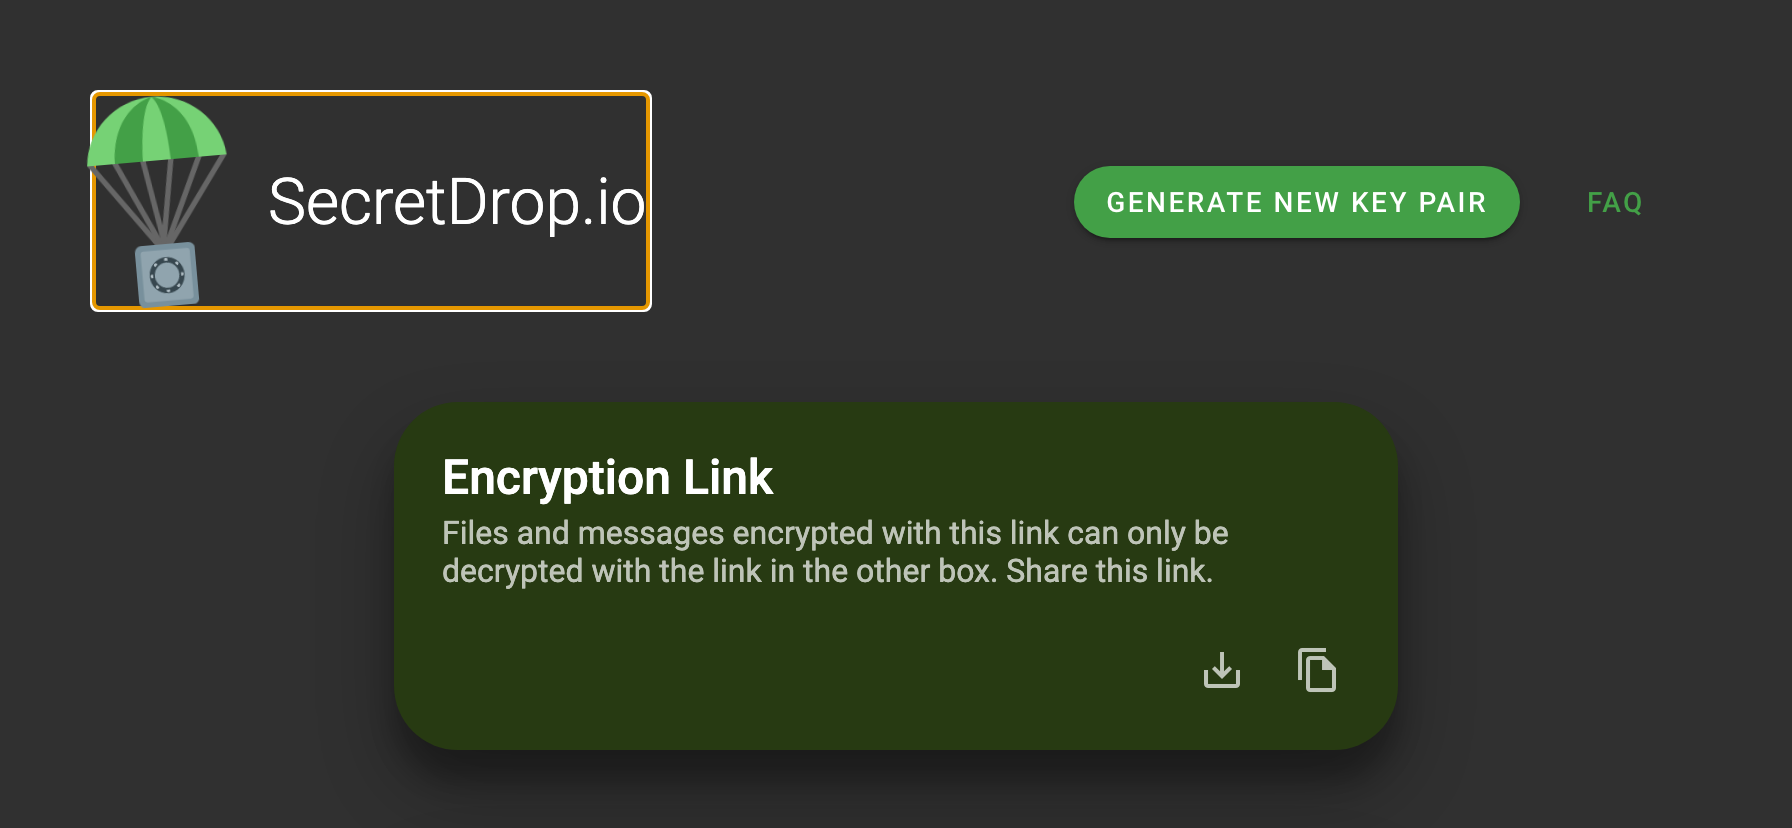 SecretDrop.io
GENERATE NEW KEY PAIR
FAQ
Encryption Link
Files and messages encrypted with this link can only be
decrypted with the link in the other box. Share this link.